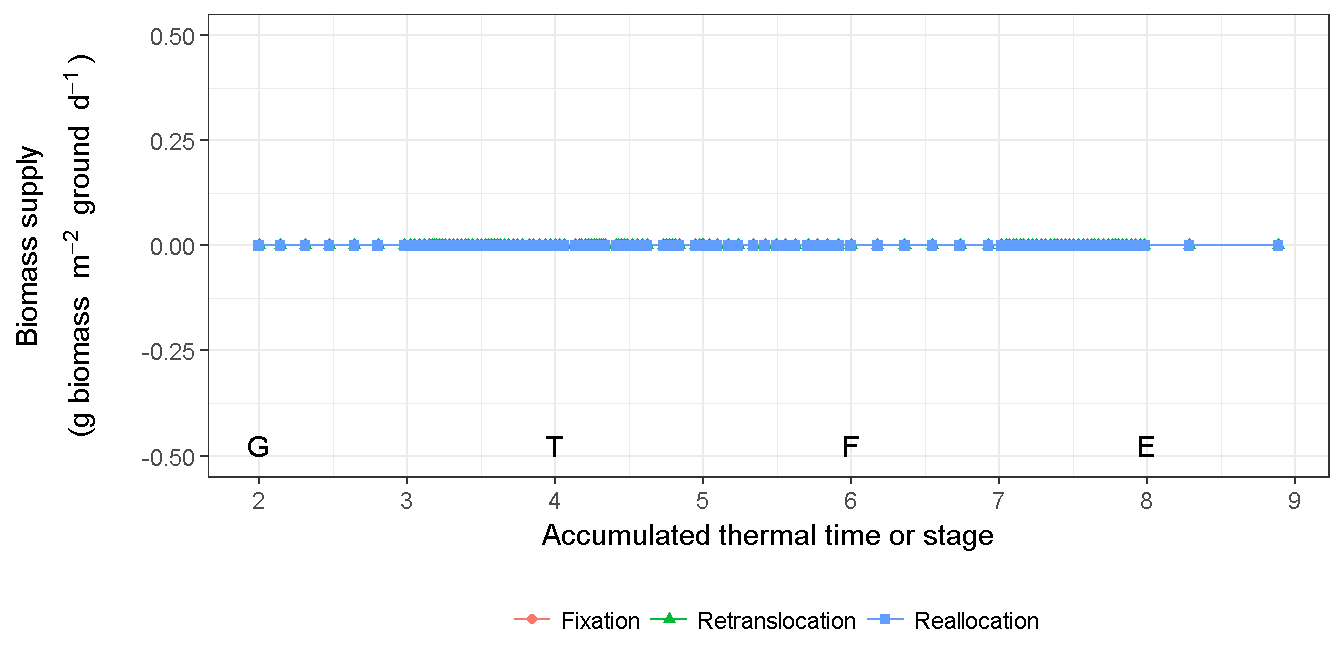 Biomass supply
(g biomass m⁻² ground d⁻¹)
0.50
0.25
0.00
-0.25
-0.50
G T F E
2 3 4 5 6 7 8 9
Accumulated thermal time or stage
Fixation Retranslocation Reallocation